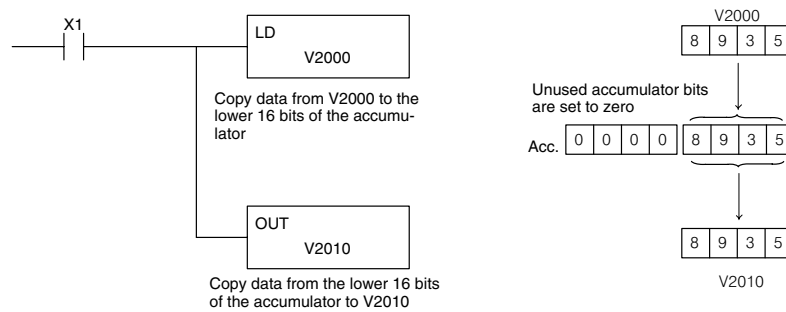 X1
LD
V2000
Copy data from V2000 to the
lower 16 bits of the accumu-
lator
OUT
V2010
Copy data from the lower 16 bits
of the accumulator to V2010
V2000
8 9 3 5
Unused accumulator bits
are set to zero
Acc. 0 0 0 0 8 9 3 5
8 9 3 5
V2010